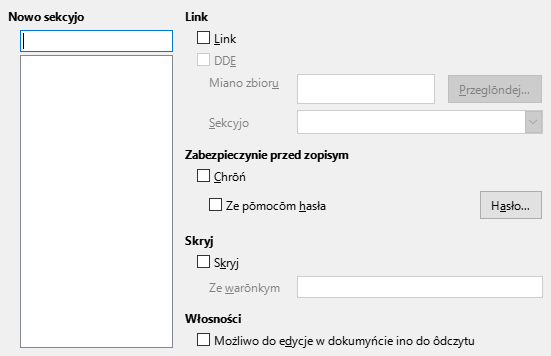 Nowo sekcyjo
Link
Link
DDE
Miano zbioru
Przeglōndej...
Sekcyjo
Zabezpieczynie przed zopisym
Chrōń
Ze pōmocōm hasła
Hasło...
Skryj
Skryj
Ze warōnkym
Włosności
Możliwo do edycje w dokumyńcie ino do ôdczytu